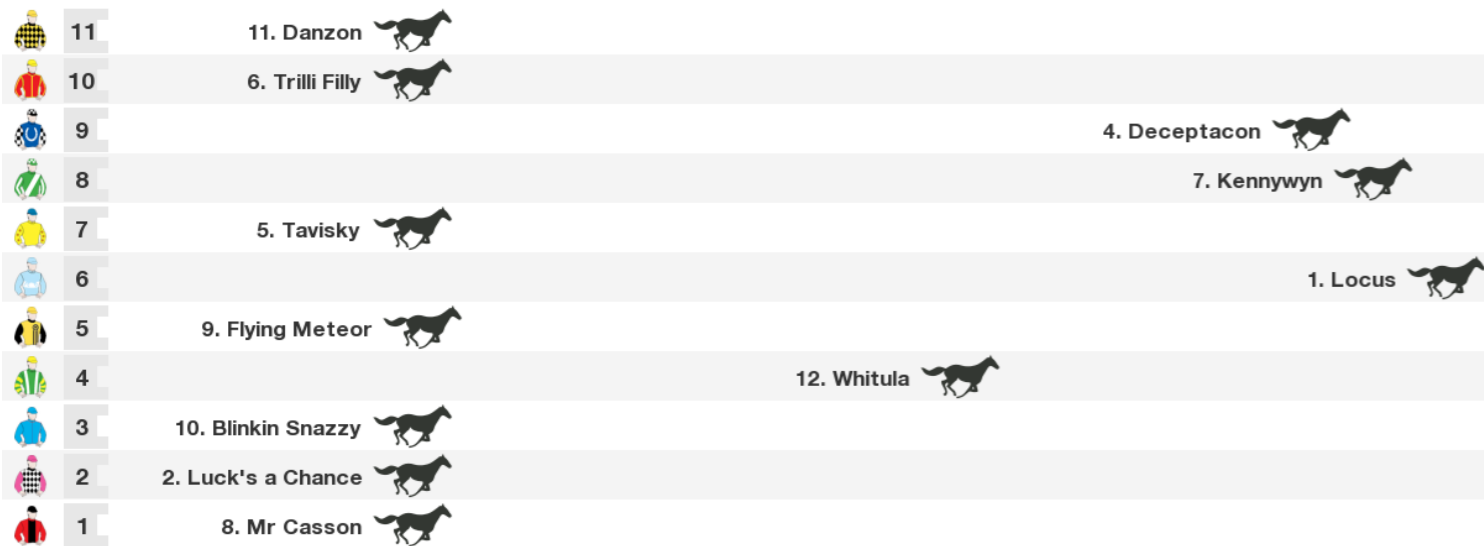 11 11. Danzon
10 6. Trilli Filly
9 4. Deceptacon
8 7. Kennywyn
7 5. Tavisky
6 1. Locus
5 9. Flying Meteor
4 12. Whitula
3 10. Blinkin Snazzy
2 2. Luck's a Chance
1 8. Mr Casson